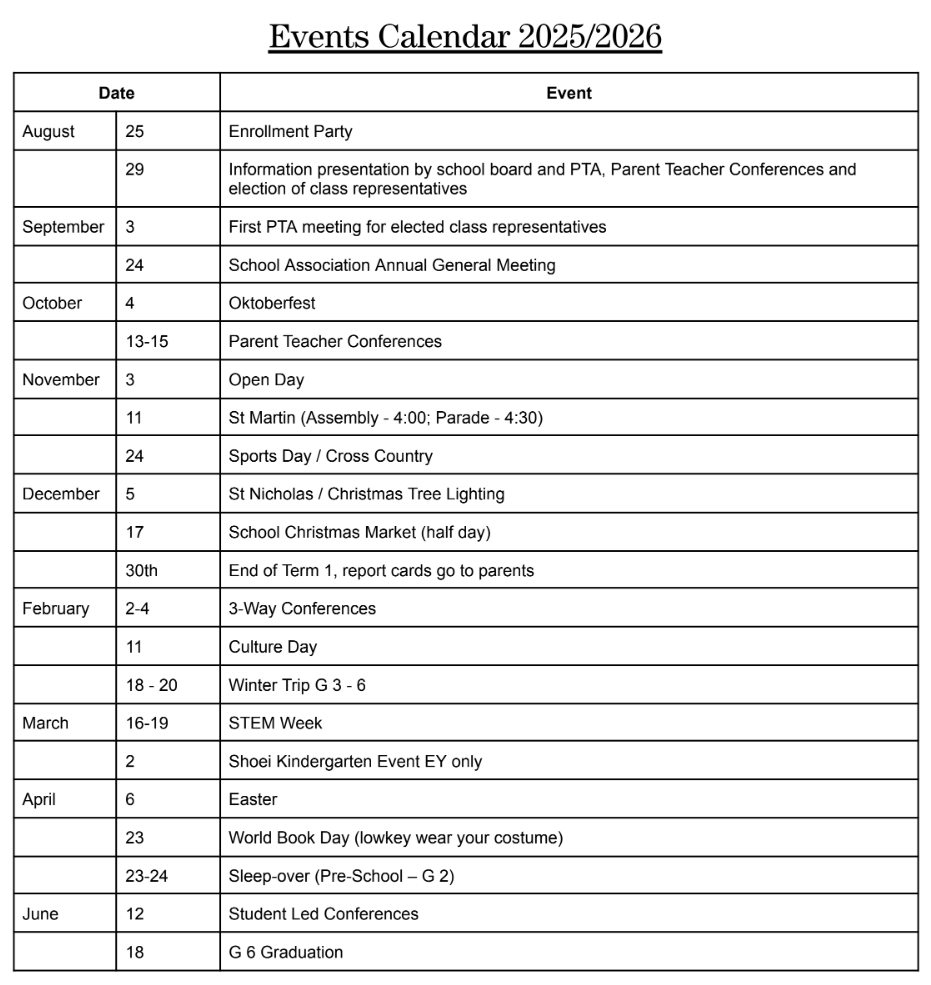 Events Calendar 2025/2026
Date Event
August 25 Enrollment Party
29 Information presentation by school board and PTA, Parent Teacher Conferences and
election of class representatives
September 3 First PTA meeting for elected class representatives
24 School Association Annual General Meeting
October 4 Oktoberfest
13-15 Parent Teacher Conferences
November 3 Open Day
11 St Martin (Assembly - 4:00; Parade - 4:30)
24 Sports Day / Cross Country
December 5 St Nicholas / Christmas Tree Lighting
17 School Christmas Market (half day)
30th End of Term 1, report cards go to parents
February 2-4 3-Way Conferences
11 Culture Day
18 - 20 Winter Trip G 3 - 6
March 16-19 STEM Week
2 Shoei Kindergarten Event EY only
April 6 Easter
23 World Book Day (lowkey wear your costume)
23-24 Sleep-over (Pre-School – G 2)
June 12 Student Led Conferences
18 G 6 Graduation